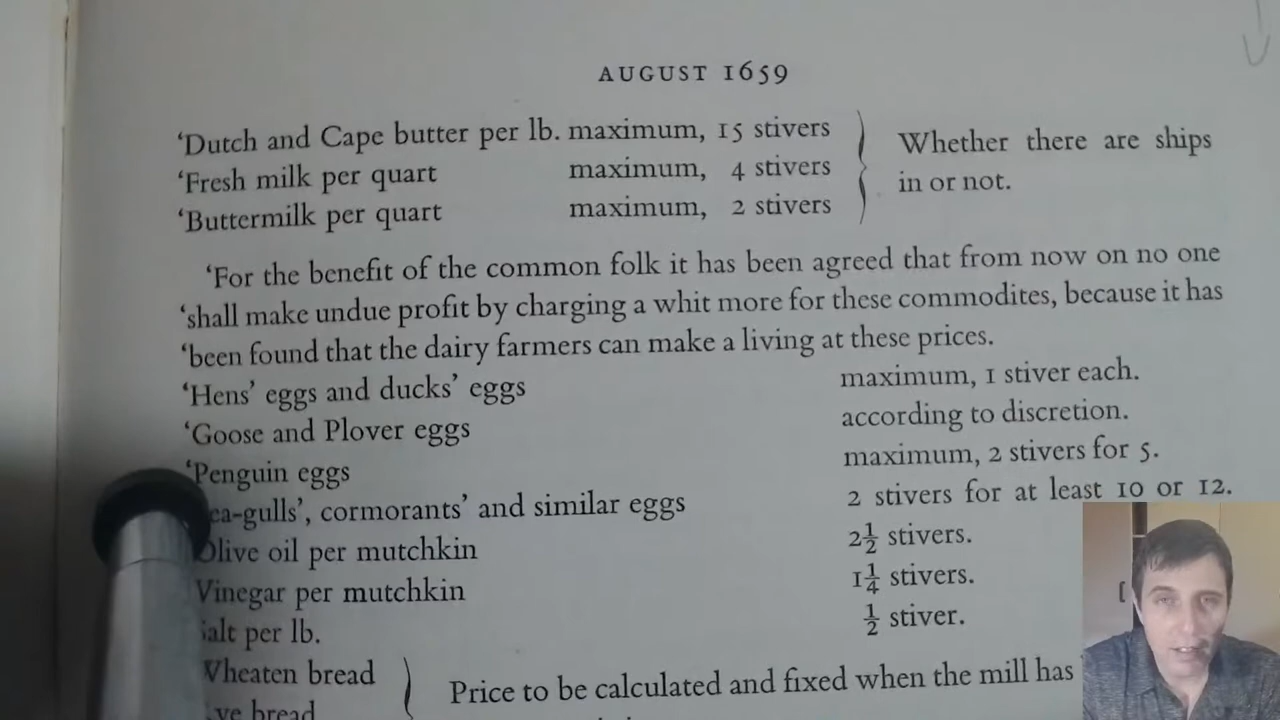 AUGUST 1659
‘Dutch and Cape butter per lb. maximum, 15 stivers
‘Fresh milk per quart maximum, 4 stivers
‘Buttermilk per quart maximum, 2 stivers
Whether there are ships
in or not.
‘For the benefit of the common folk it has been agreed that from now on no one
‘shall make undue profit by charging a whit more for these commodites, because it has
‘been found that the dairy farmers can make a living at these prices.
‘Hens’ eggs and ducks’ eggs maximum, 1 stiver each.
‘Goose and Plover eggs according to discretion.
‘Penguin eggs maximum, 2 stivers for 5.
ea-gulls’, cormorants’ and similar eggs 2 stivers for at least 10 or 12.
Olive oil per mutchkin 2½ stivers.
Vinegar per mutchkin 1¼ stivers.
salt per lb. ½ stiver.
Wheaten bread
bread
Price to be calculated and fixed when the mill has